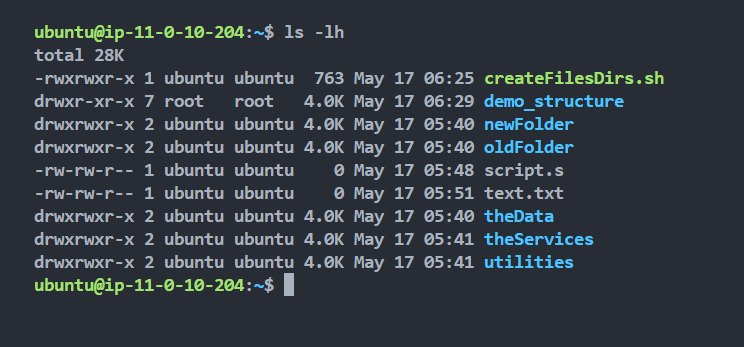 ubuntu@ip-11-0-10-204:~$ ls -lh
total 28K
-rwxrwxr-x 1 ubuntu ubuntu  763 May 17 06:25 createFilesDirs.sh
drwxr-xr-x 7 root   root   4.0K May 17 06:29 demo_structure
drwxrwxr-x 2 ubuntu ubuntu 4.0K May 17 05:40 newFolder
drwxrwxr-x 2 ubuntu ubuntu 4.0K May 17 05:40 oldFolder
-rw-rw-r-- 1 ubuntu ubuntu    0 May 17 05:48 script.s
-rw-rw-r-- 1 ubuntu ubuntu    0 May 17 05:51 text.txt
drwxrwxr-x 2 ubuntu ubuntu 4.0K May 17 05:40 theData
drwxrwxr-x 2 ubuntu ubuntu 4.0K May 17 05:41 theServices
drwxrwxr-x 2 ubuntu ubuntu 4.0K May 17 05:41 utilities
ubuntu@ip-11-0-10-204:~$